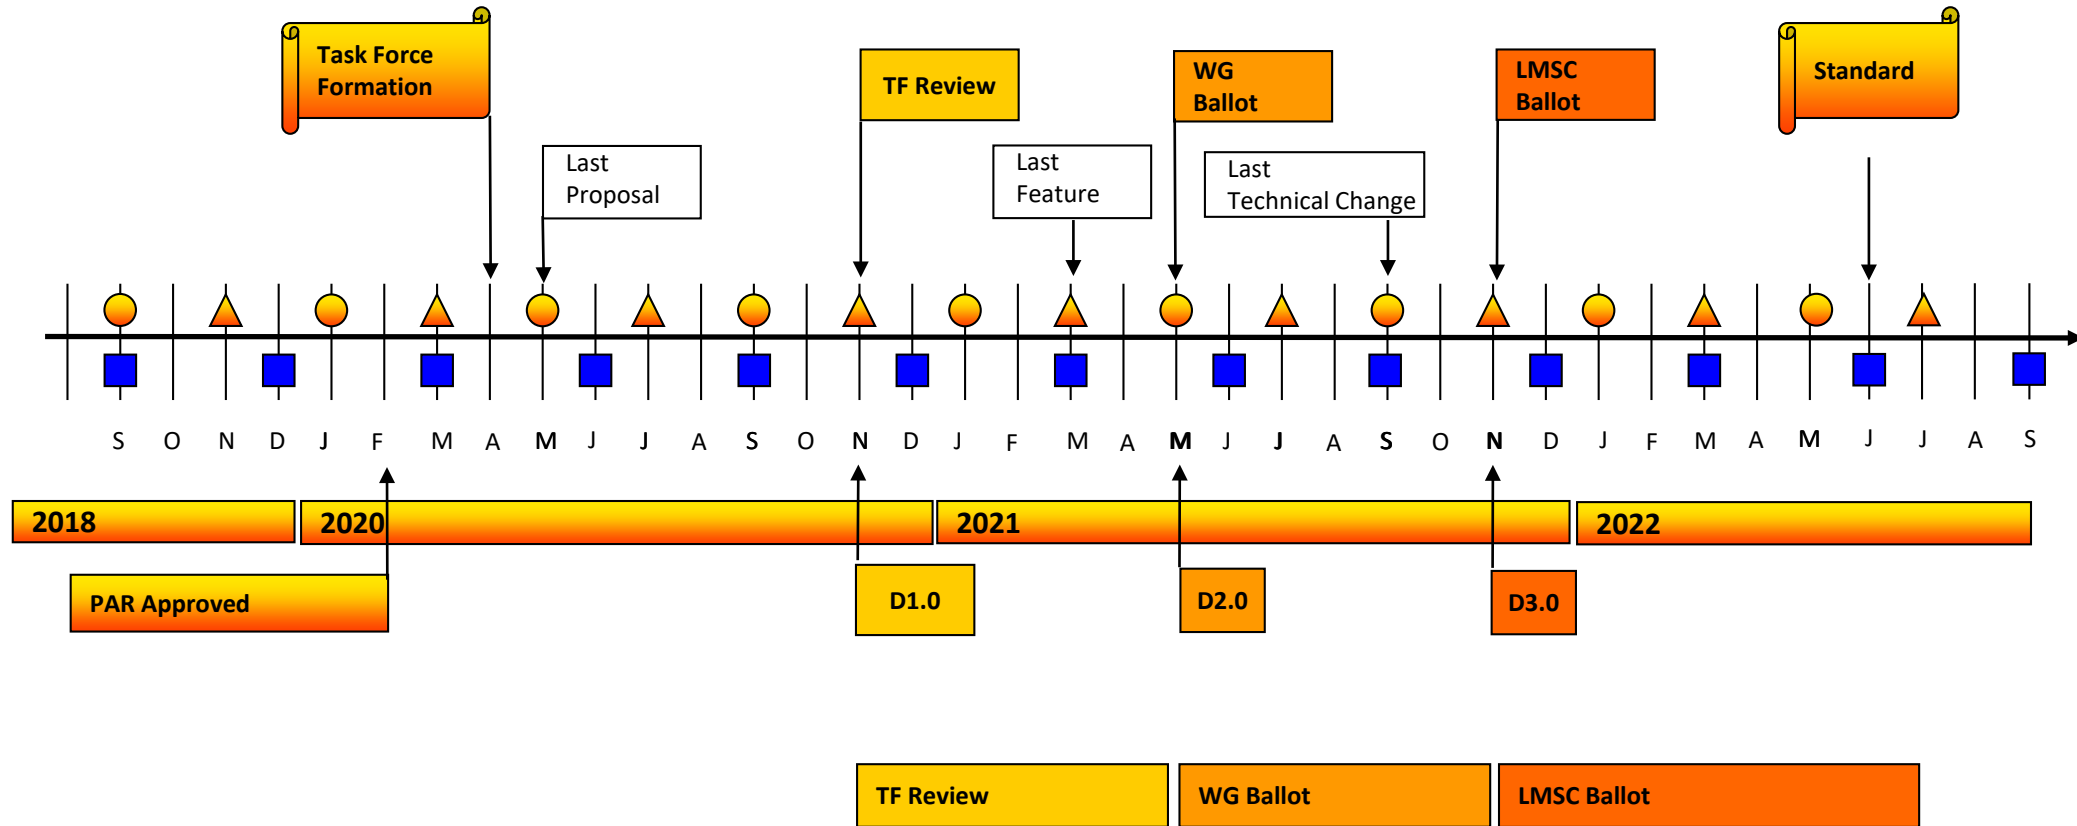 Task Force
Formation
TF Review
WG
Ballot
LMSC
Ballot
Standard
Last
Proposal
Last
Feature
Last
Technical Change
S O N D J F M A M J J A S O N D J F M A M J J A S O N D J F M A M J J A S
2018 2020 2021 2022
PAR Approved
D1.0
D2.0
D3.0
TF Review
WG Ballot
LMSC Ballot